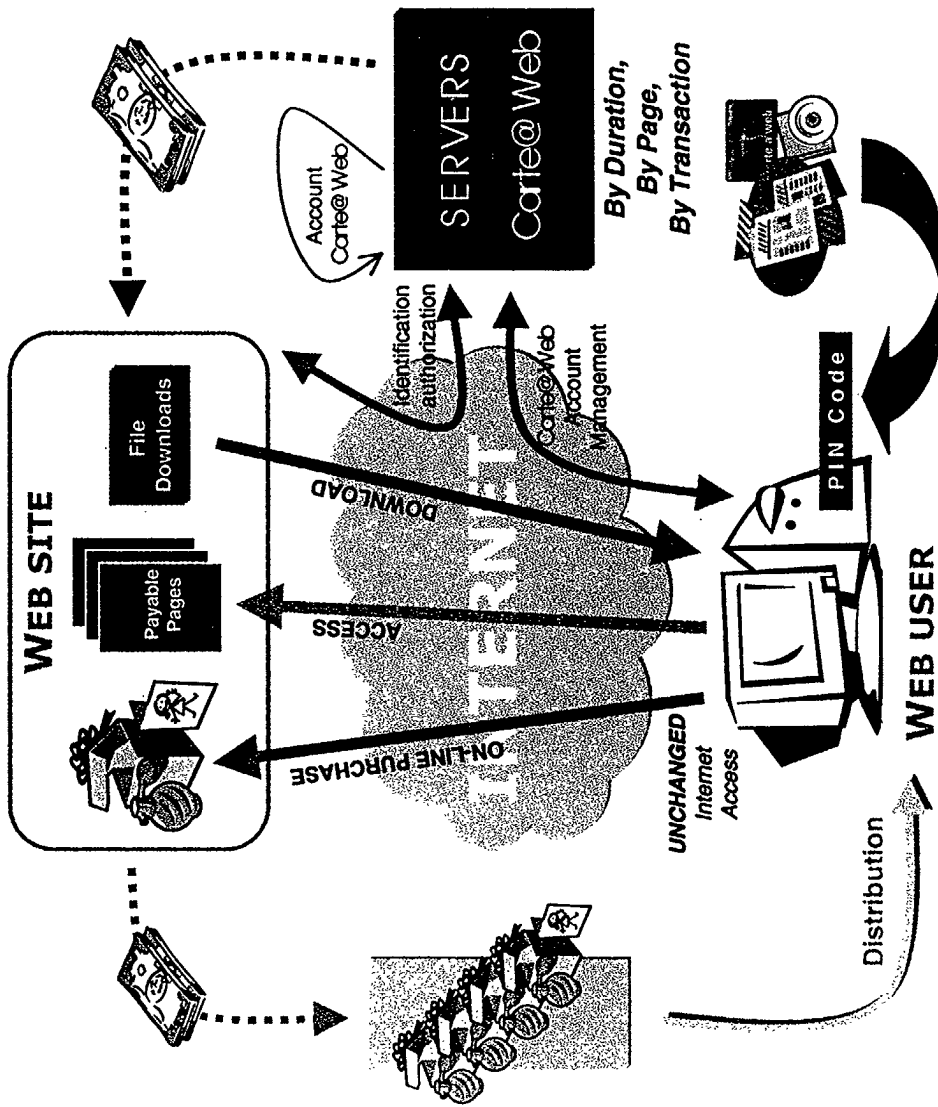 WEB SITE
File
Downloads
Payable
Pages
Account
Carte@Web
SERVERS
Carte@Web
By Duration,
By Page,
By Transaction
Identification
authorization
Carte@Web
Account
Management
INTERNET
DOWNLOAD
ACCESS
ON-LINE PURCHASE
UNCHANGED
Internet
Access
PIN Code
WEB USER
Distribution